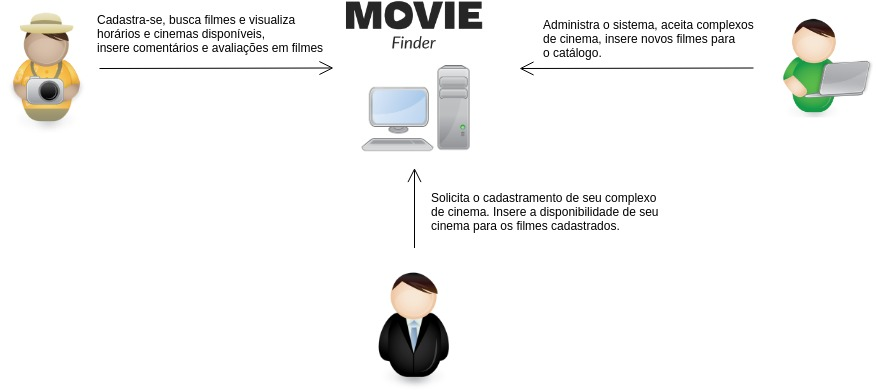 Cadastra-se, busca filmes e visualiza
horários e cinemas disponíveis,
insere comentários e avaliações em filmes
MOVIE
Finder
Administra o sistema, aceita complexos
de cinema, insere novos filmes para
o catálogo.
Solicita o cadastramento de seu complexo
de cinema. Insere a disponibilidade de seu
cinema para os filmes cadastrados.